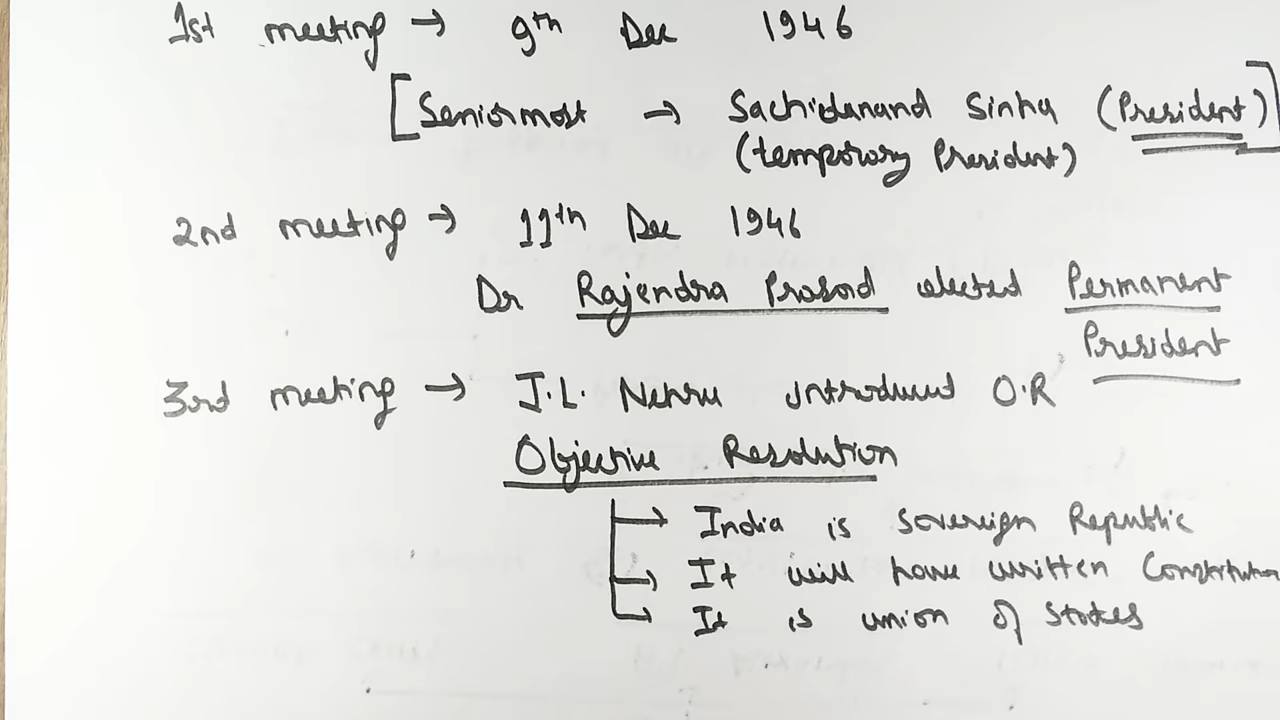 1st meeting → 9th Dec 1946
[Seniormost → Sachidanand Sinha (President)]
(temporary President)
2nd meeting → 11th Dec 1946
Dr Rajendra Prasad elected Permanent
President
3rd meeting → J.L. Nehru introduced O.R
Objective Resolution
→ India is sovereign Republic
→ It will have written Constitution
→ It is union of states